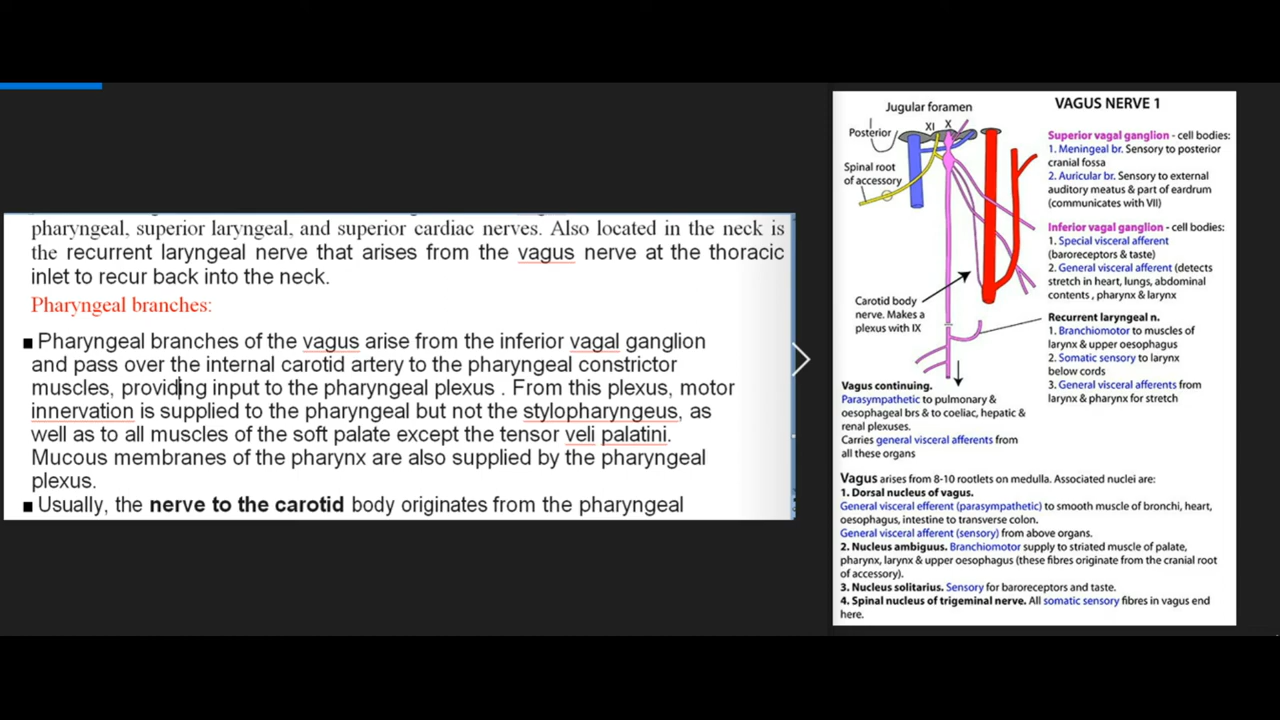 pharyngeal, superior laryngeal, and superior cardiac nerves. Also located in the neck is
the recurrent laryngeal nerve that arises from the vagus nerve at the thoracic
inlet to recur back into the neck.
Pharyngeal branches:
■ Pharyngeal branches of the vagus arise from the inferior vagal ganglion
and pass over the internal carotid artery to the pharyngeal constrictor
muscles, providing input to the pharyngeal plexus . From this plexus, motor
innervation is supplied to the pharyngeal but not the stylopharyngeus, as
well as to all muscles of the soft palate except the tensor veli palatini.
Mucous membranes of the pharynx are also supplied by the pharyngeal
plexus.
■ Usually, the nerve to the carotid body originates from the pharyngeal
VAGUS NERVE 1
Jugular foramen
XI X
Posterior
Spinal root
of accessory
Carotid body
nerve. Makes a
plexus with IX
Superior vagal ganglion - cell bodies:
1. Meningeal br. Sensory to posterior
cranial fossa
2. Auricular br. Sensory to external
auditory meatus & part of eardrum
(communicates with VII)
Inferior vagal ganglion - cell bodies:
1. Special visceral afferent
(baroreceptors & taste)
2. General visceral afferent (detects
stretch in heart, lungs, abdominal
contents , pharynx & larynx
Recurrent laryngeal n.
1. Branchiomotor to muscles of
larynx & upper oesophagus
2. Somatic sensory to larynx
below cords
3. General visceral afferents from
larynx & pharynx for stretch
Vagus continuing.
Parasympathetic to pulmonary &
oesophageal brs & to coeliac, hepatic &
renal plexuses.
Carries general visceral afferents from
all these organs
Vagus arises from 8-10 rootlets on medulla. Associated nuclei are:
1. Dorsal nucleus of vagus.
General visceral efferent (parasympathetic) to smooth muscle of bronchi, heart,
oesophagus, intestine to transverse colon.
General visceral afferent (sensory) from above organs.
2. Nucleus ambiguus. Branchiomotor supply to striated muscle of palate,
pharynx, larynx & upper oesophagus (these fibres originate from the cranial root
of accessory).
3. Nucleus solitarius. Sensory for baroreceptors and taste.
4. Spinal nucleus of trigeminal nerve. All somatic sensory fibres in vagus end
here.